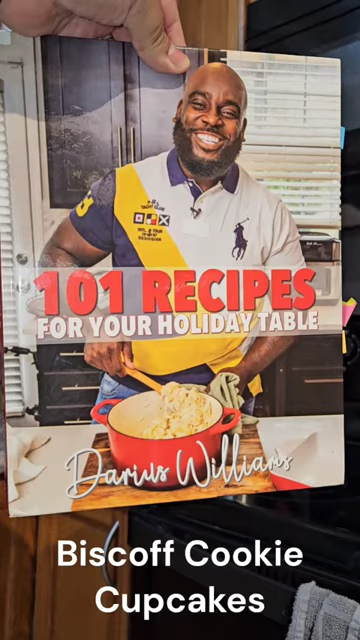 101 RECIPES
FOR YOUR HOLIDAY TABLE
Darius Williams
Biscoff Cookie
Cupcakes